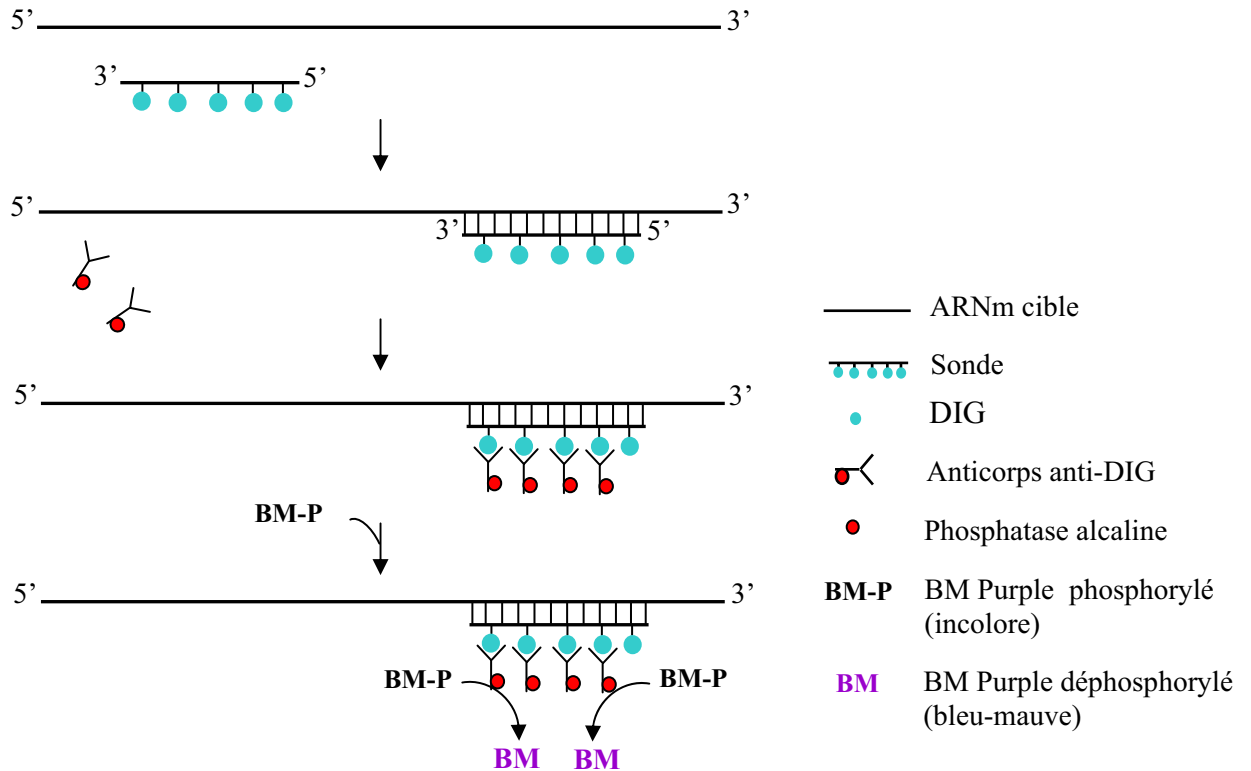 5’ 3’
3’ 5’
5’ 3’
3’ 5’
5’ 3’
BM-P
5’ 3’
BM-P BM-P
BM BM
ARNm cible
Sonde
DIG
Anticorps anti-DIG
Phosphatase alcaline
BM-P BM Purple phosphorylé
(incolore)
BM BM Purple déphosphorylé
(bleu-mauve)